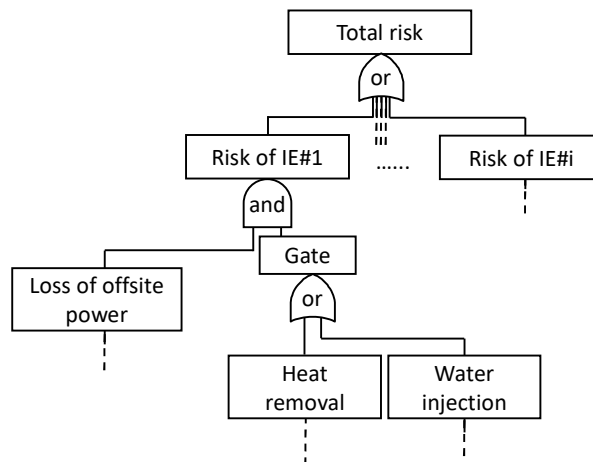 Total risk
or
Risk of IE#1
......
Risk of IE#i
and
Gate
Loss of offsite
power
or
Heat
removal
Water
injection